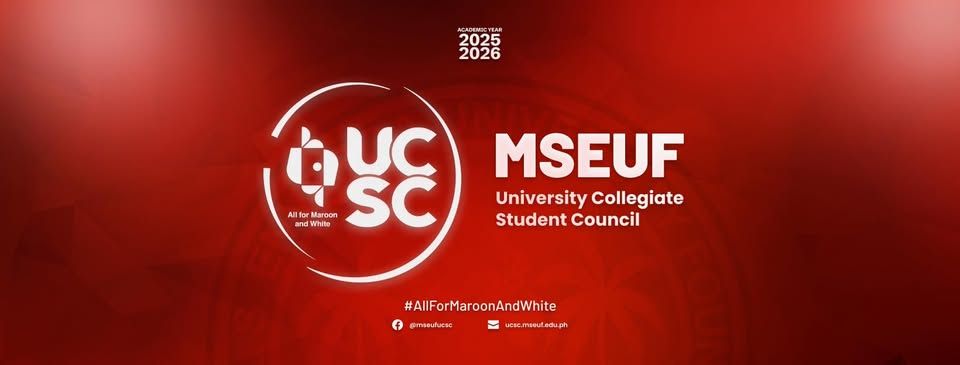 ACADEMIC YEAR
2025
2026
UC
SC
All for Maroon
and White
MSEUF
University Collegiate
Student Council
#AllForMaroonAndWhite
@mseufucsc
ucsc.mseuf.edu.ph